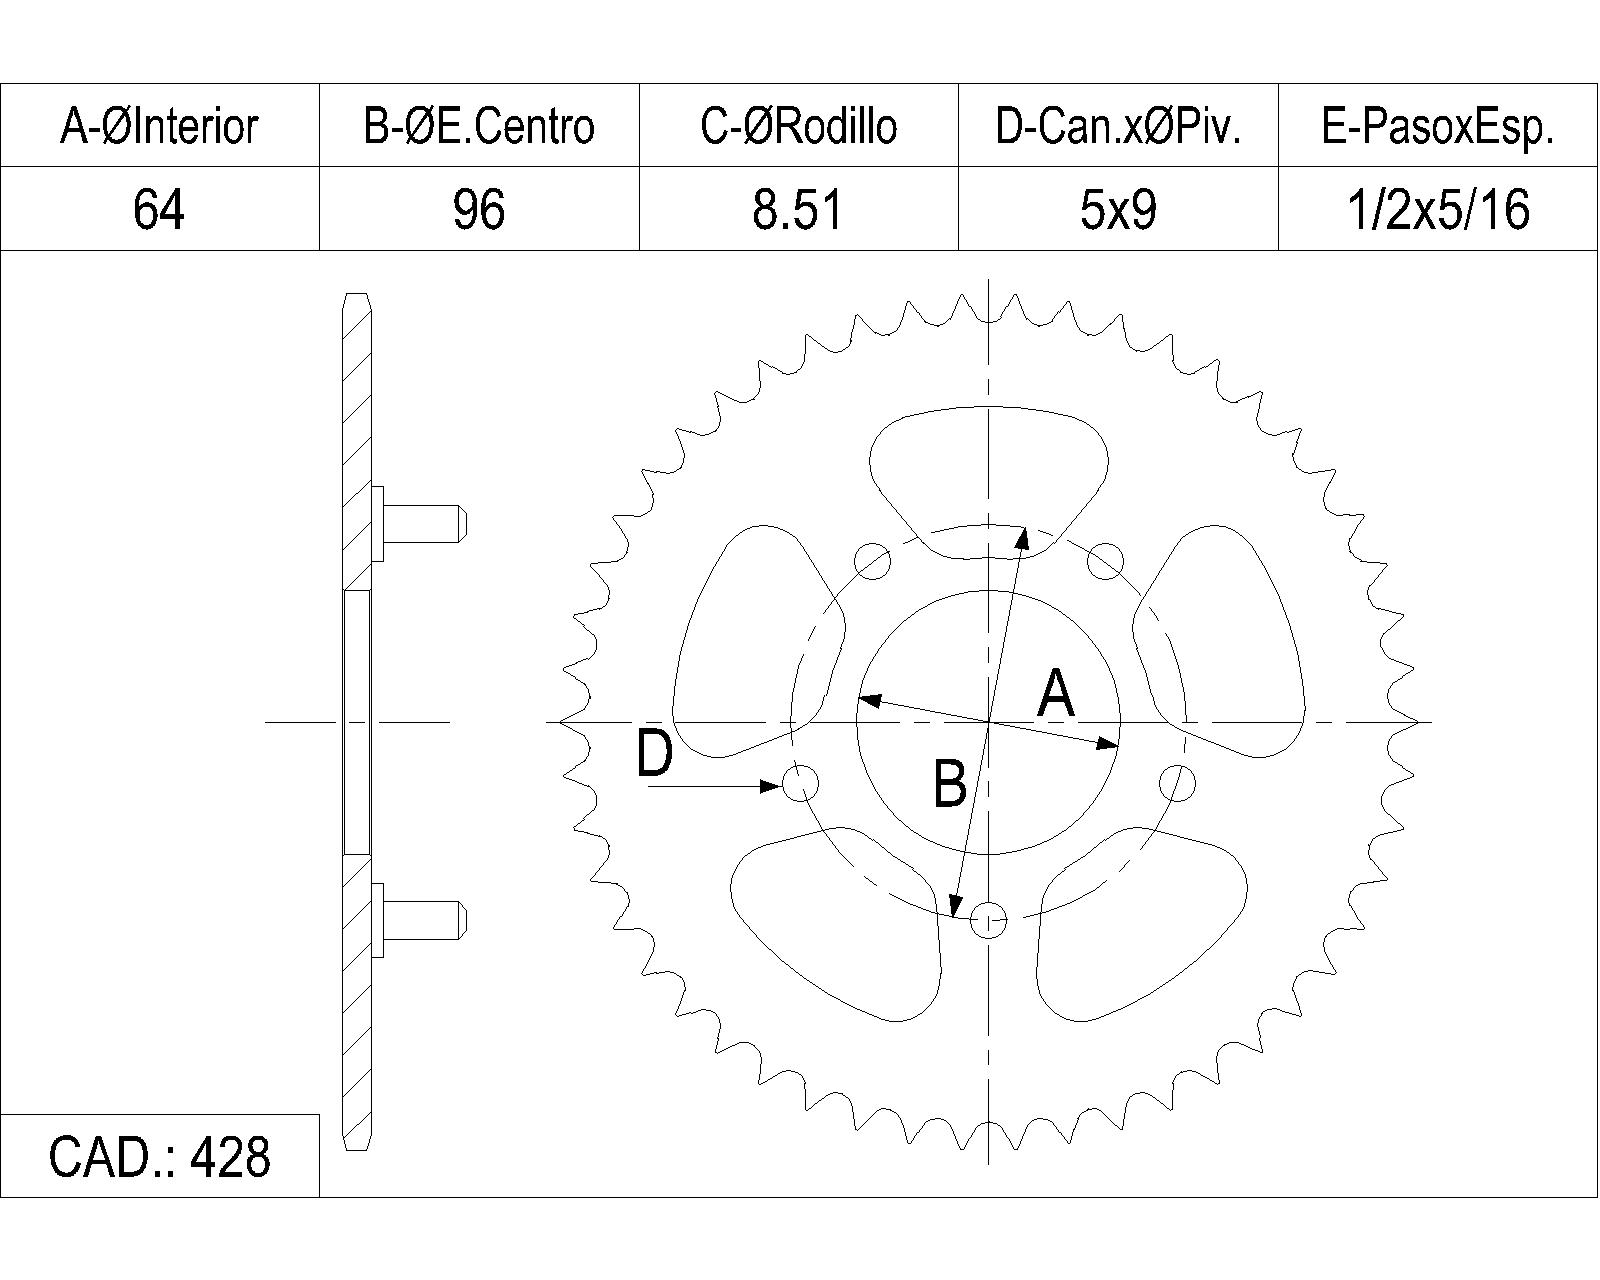 A-ØInterior B-ØE.Centro C-ØRodillo D-Can.xØPiv. E-PasoxEsp.
64 96 8.51 5x9 1/2x5/16
A
D
B
CAD.: 428